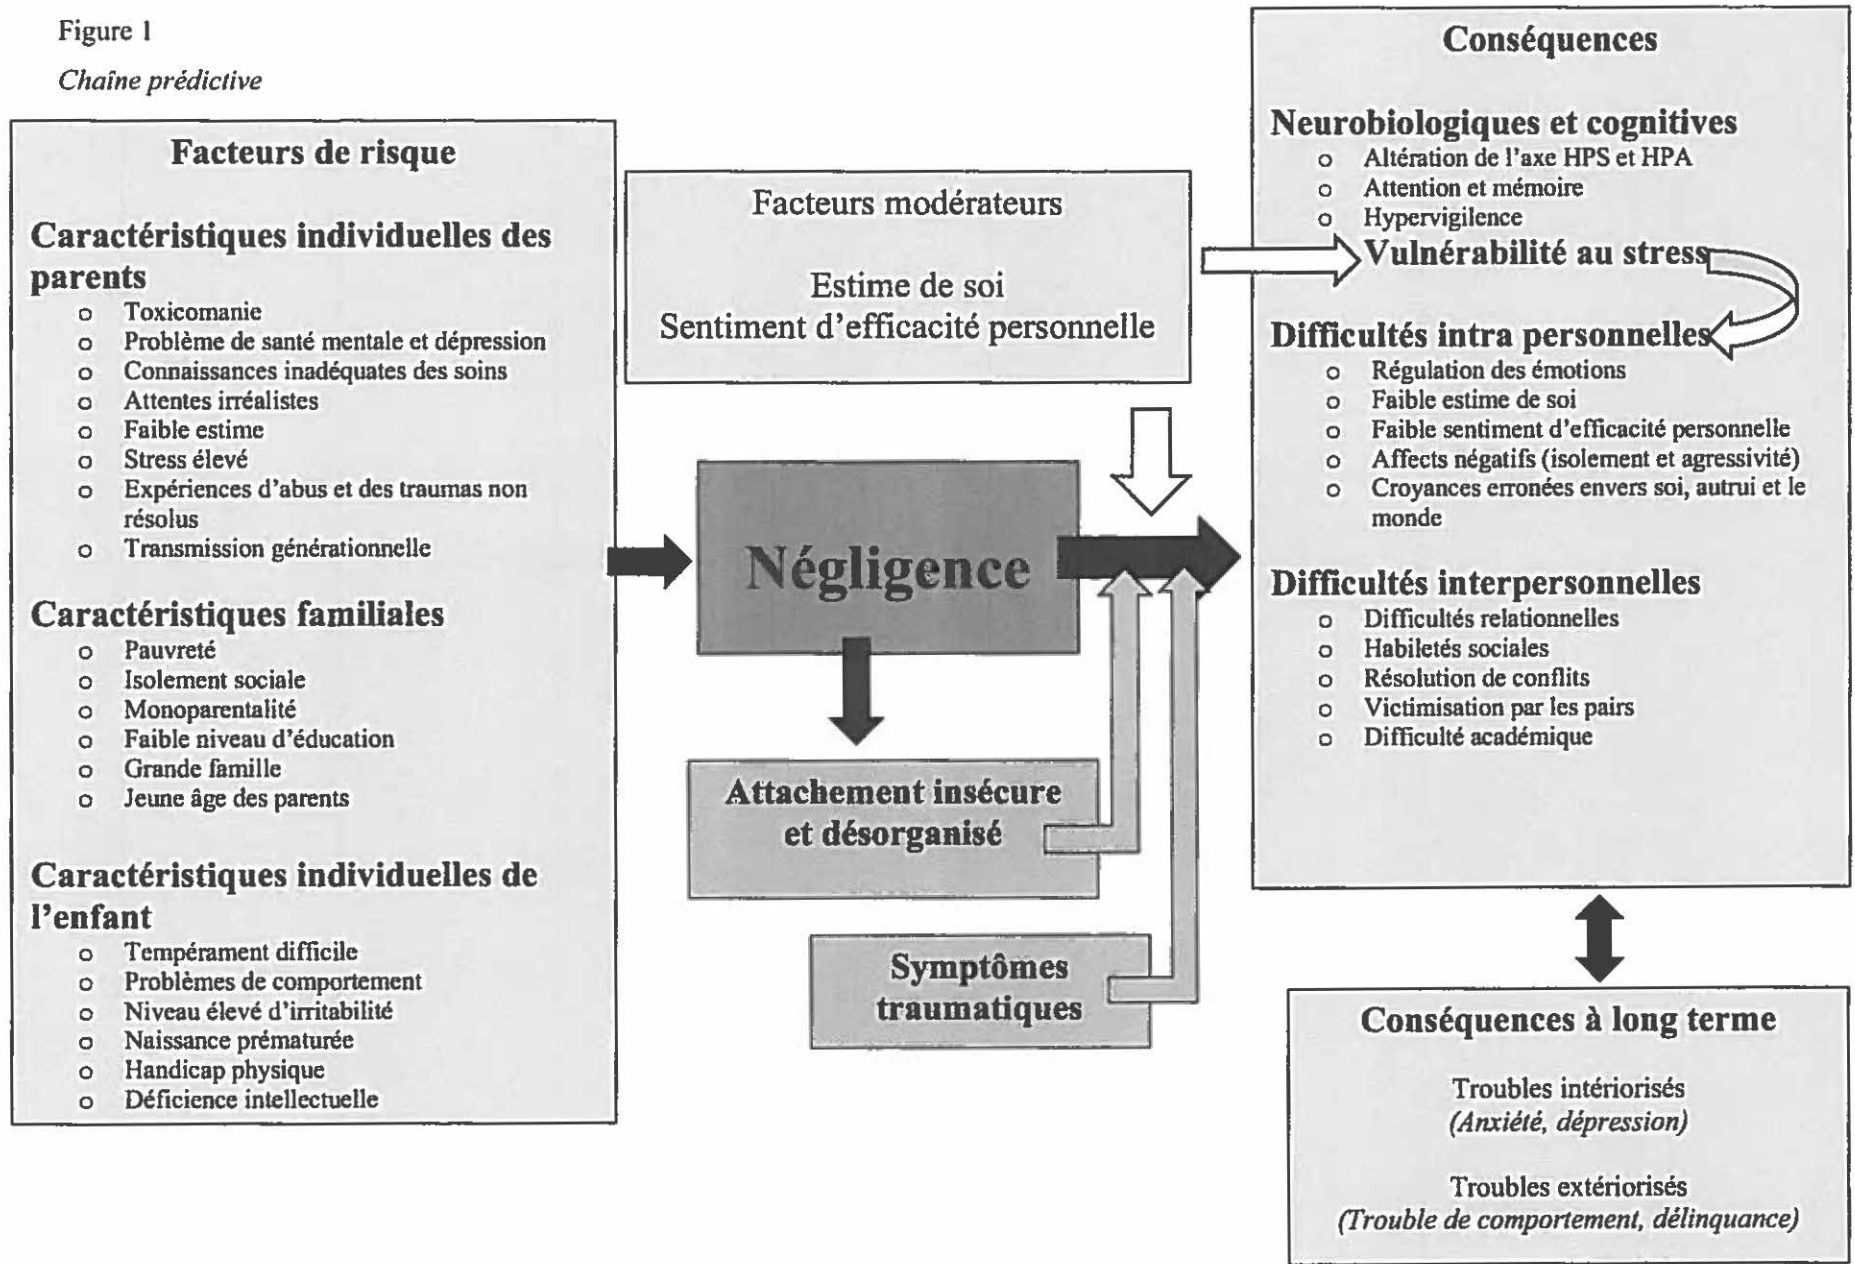 Figure 1
Chaîne prédictive
Facteurs de risque
Caractéristiques individuelles des
parents
o Toxicomanie
o Problème de santé mentale et dépression
o Connaissances inadéquates des soins
o Attentes irréalistes
o Faible estime
o Stress élevé
o Expériences d'abus et des traumas non
résolus
o Transmission générationnelle
Caractéristiques familiales
o Pauvreté
o Isolement sociale
o Monoparentalité
o Faible niveau d'éducation
o Grande famille
o Jeune âge des parents
Caractéristiques individuelles de
l'enfant
o Tempérament difficile
o Problèmes de comportement
o Niveau élevé d'irritabilité
o Naissance prématurée
o Handicap physique
o Déficience intellectuelle
Facteurs modérateurs
Estime de soi
Sentiment d'efficacité personnelle
Négligence
Attachement insécure
et désorganisé
Symptômes
traumatiques
Conséquences
Neurobiologiques et cognitives
o Altération de l'axe HPS et HPA
o Attention et mémoire
o Hypervigilence
Vulnérabilité au stress
Difficultés intra personnelles
o Régulation des émotions
o Faible estime de soi
o Faible sentiment d'efficacité personnelle
o Affects négatifs (isolement et agressivité)
o Croyances erronées envers soi, autrui et le
monde
Difficultés interpersonnelles
o Difficultés relationnelles
o Habiletés sociales
o Résolution de conflits
o Victimisation par les pairs
o Difficulté académique
Conséquences à long terme
Troubles intériorisés
(Anxiété, dépression)
Troubles extériorisés
(Trouble de comportement, délinquance)